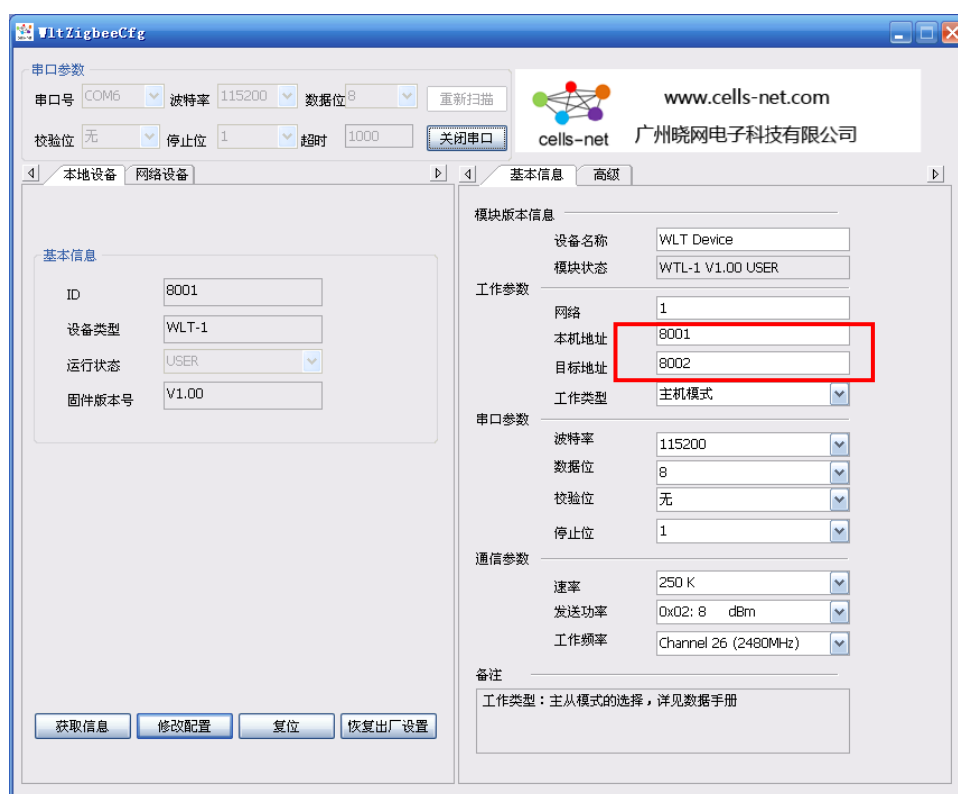 WltZigbeeCfg
串口参数
串口号 COM6 波特率 115200 数据位 8 重新扫描
校验位 无 停止位 1 超时 1000 关闭串口
cells-net
www.cells-net.com
广州晓网电子科技有限公司
本地设备 网络设备
基本信息
ID 8001
设备类型 WLT-1
运行状态 USER
固件版本号 V1.00
获取信息 修改配置 复位 恢复出厂设置
基本信息 高级
模块版本信息
设备名称 WLT Device
模块状态 WTL-1 V1.00 USER
工作参数
网络 1
本机地址 8001
目标地址 8002
工作类型 主机模式
串口参数
波特率 115200
数据位 8
校验位 无
停止位 1
通信参数
速率 250 K
发送功率 0x02: 8 dBm
工作频率 Channel 26 (2480MHz)
备注
工作类型：主从模式的选择，详见数据手册